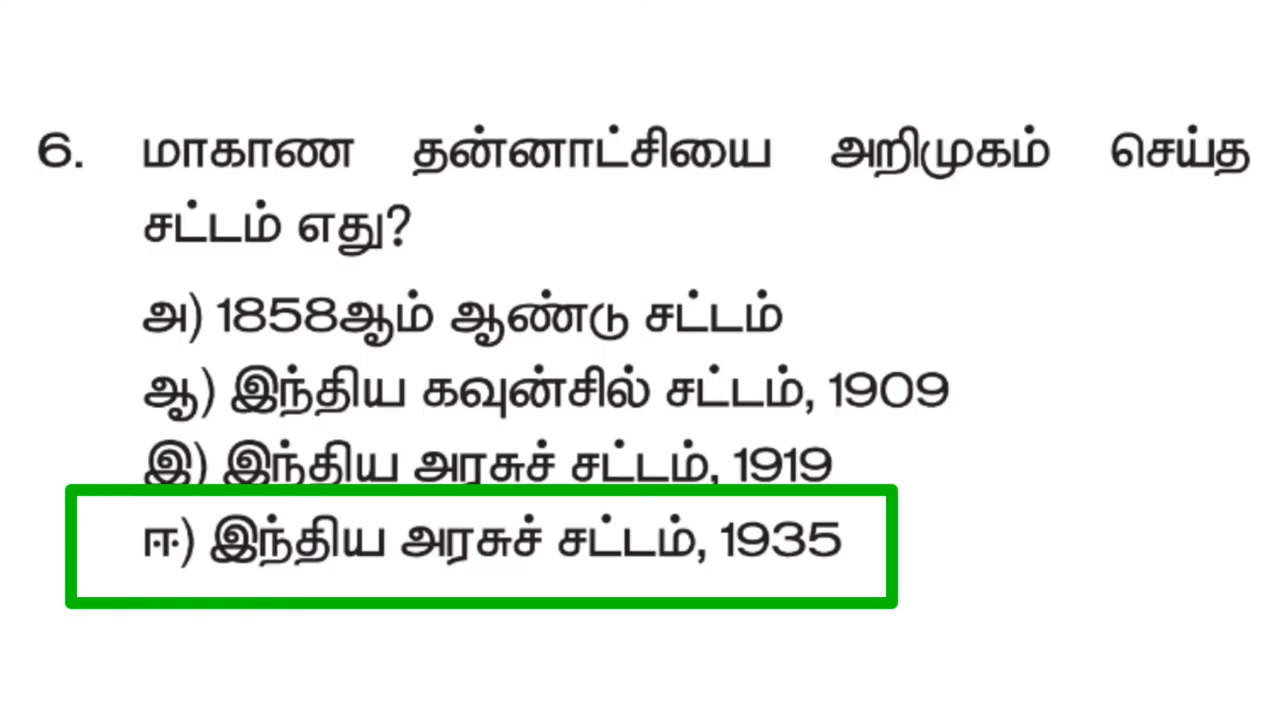 6. மாகாண தன்னாட்சியை அறிமுகம் செய்த
சட்டம் எது?
அ) 1858ஆம் ஆண்டு சட்டம்
ஆ) இந்திய கவுன்சில் சட்டம், 1909
இ) இந்திய அரசுச் சட்டம், 1919
ஈ) இந்திய அரசுச் சட்டம், 1935